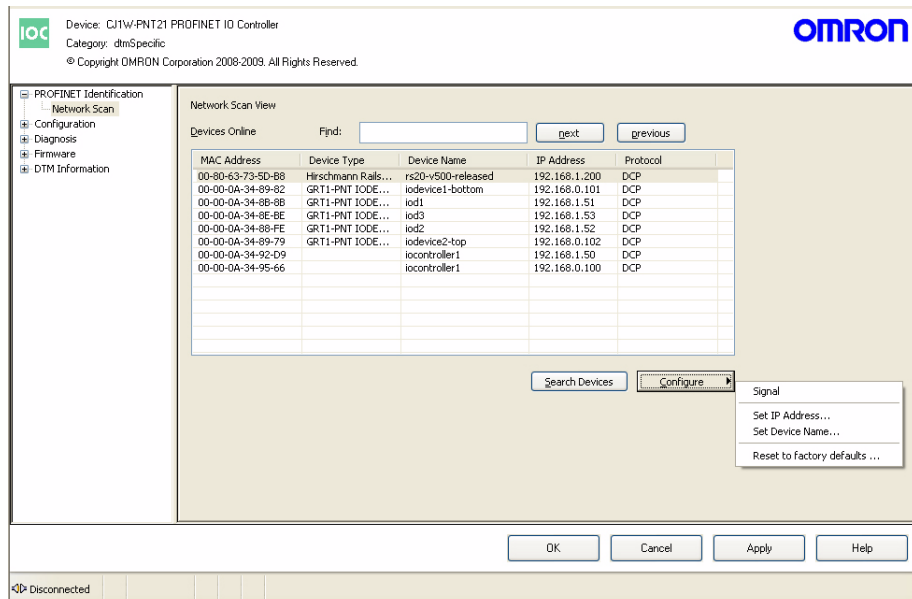 IOC
Device: CJ1W-PNT21 PROFINET IO Controller
Category: dtmSpecific
© Copyright OMRON Corporation 2008-2009. All Rights Reserved.
OMRON
PROFINET Identification
Network Scan
Configuration
Diagnosis
Firmware
DTM Information
Network Scan View
Devices Online Find: next previous
MAC Address Device Type Device Name IP Address Protocol
00-80-63-73-5D-B8 Hirschmann Rails... rs20-v500-released 192.168.1.200 DCP
00-00-0A-34-89-82 GRT1-PNT IODE... iodevice1-bottom 192.168.0.101 DCP
00-00-0A-34-8B-8B GRT1-PNT IODE... iod1 192.168.1.51 DCP
00-00-0A-34-8E-BE GRT1-PNT IODE... iod3 192.168.1.53 DCP
00-00-0A-34-88-FE GRT1-PNT IODE... iod2 192.168.1.52 DCP
00-00-0A-34-89-79 GRT1-PNT IODE... iodevice2-top 192.168.0.102 DCP
00-00-0A-34-92-D9 iocontroller1 192.168.1.50 DCP
00-00-0A-34-95-66 iocontroller1 192.168.0.100 DCP
Search Devices Configure
Signal
Set IP Address...
Set Device Name...
Reset to factory defaults ...
OK Cancel Apply Help
Disconnected